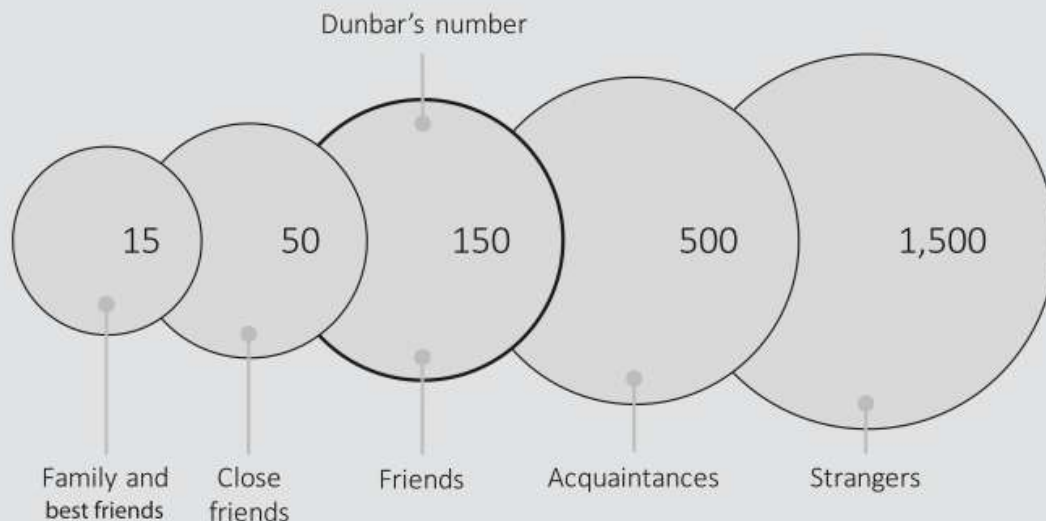 Dunbar's number
15
50
150
500
1,500
Family and
best friends
Close
friends
Friends
Acquaintances
Strangers